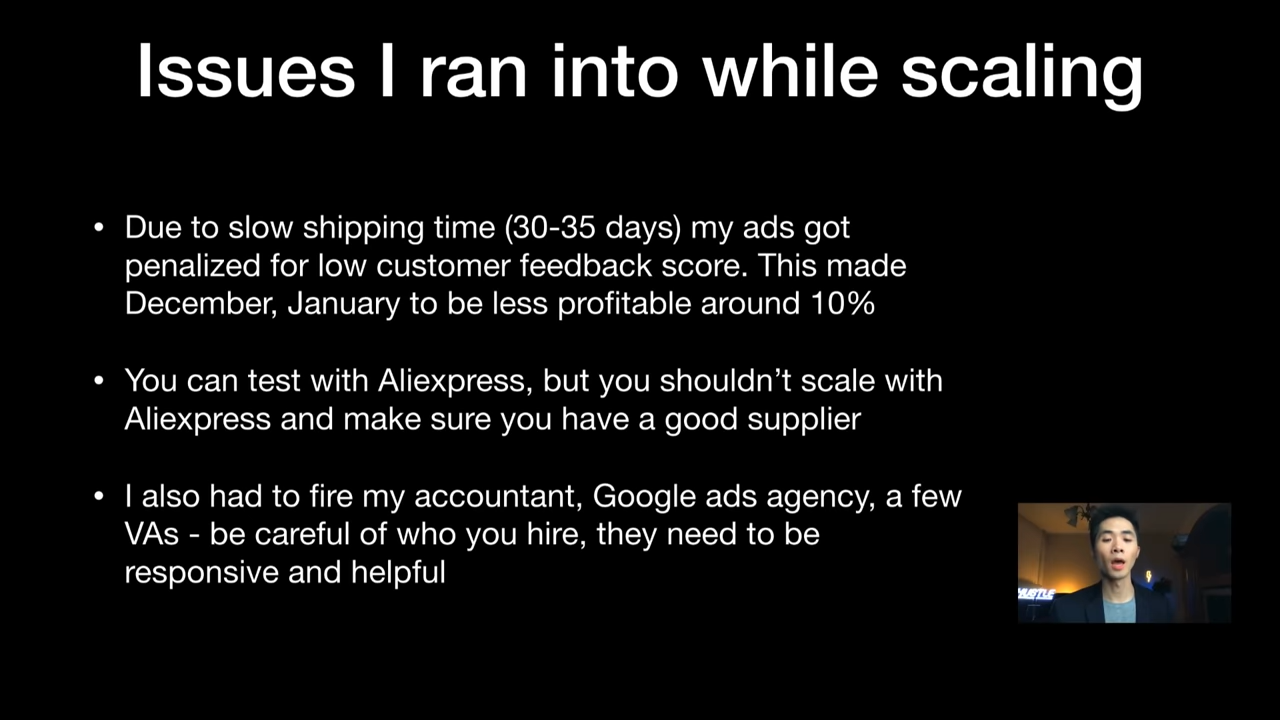 Issues I ran into while scaling
• Due to slow shipping time (30-35 days) my ads got
penalized for low customer feedback score. This made
December, January to be less profitable around 10%
• You can test with Aliexpress, but you shouldn’t scale with
Aliexpress and make sure you have a good supplier
• I also had to fire my accountant, Google ads agency, a few
VAs - be careful of who you hire, they need to be
responsive and helpful